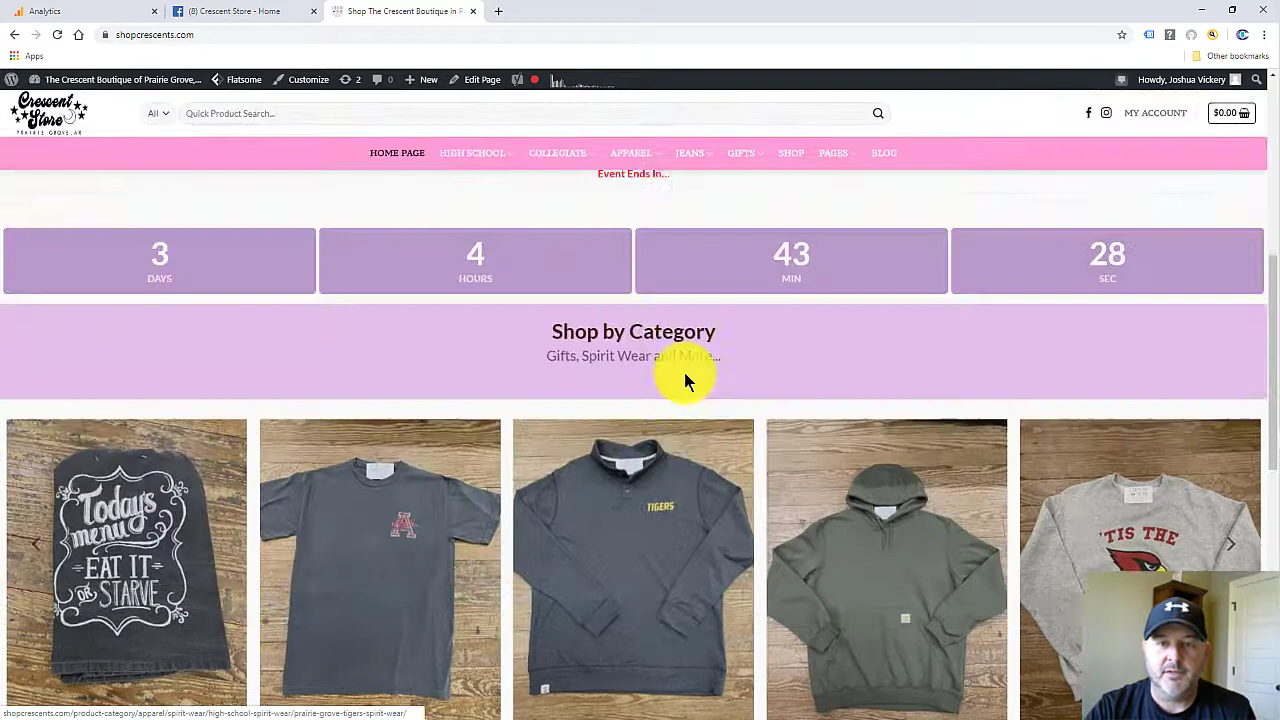 Analytics
(8) Crescent Store - Home
Shop The Crescent Boutique in P
shopcrescents.com
Apps
Other bookmarks
The Crescent Boutique of Prairie Grove,...
Flatsome
Customize
2
0
New
Edit Page
Howdy, Joshua Vickery
Crescent
Store
PRAIRIE GROVE, AR
All
Quick Product Search...
MY ACCOUNT
$0.00
HOME PAGE
HIGH SCHOOL
COLLEGIATE
APPAREL
JEANS
GIFTS
SHOP
PAGES
BLOG
Event Ends In...
3
4
43
28
DAYS
HOURS
MIN
SEC
Shop by Category
Gifts, Spirit Wear and More...
Today's
menu
-EAT IT-
OR
STARVE
A
TIGERS
'TIS THE
shopcrescents.com/product-category/apparel/spirit-wear/high-school-spirit-wear/prairie-grove-tigers-spirit-wear/